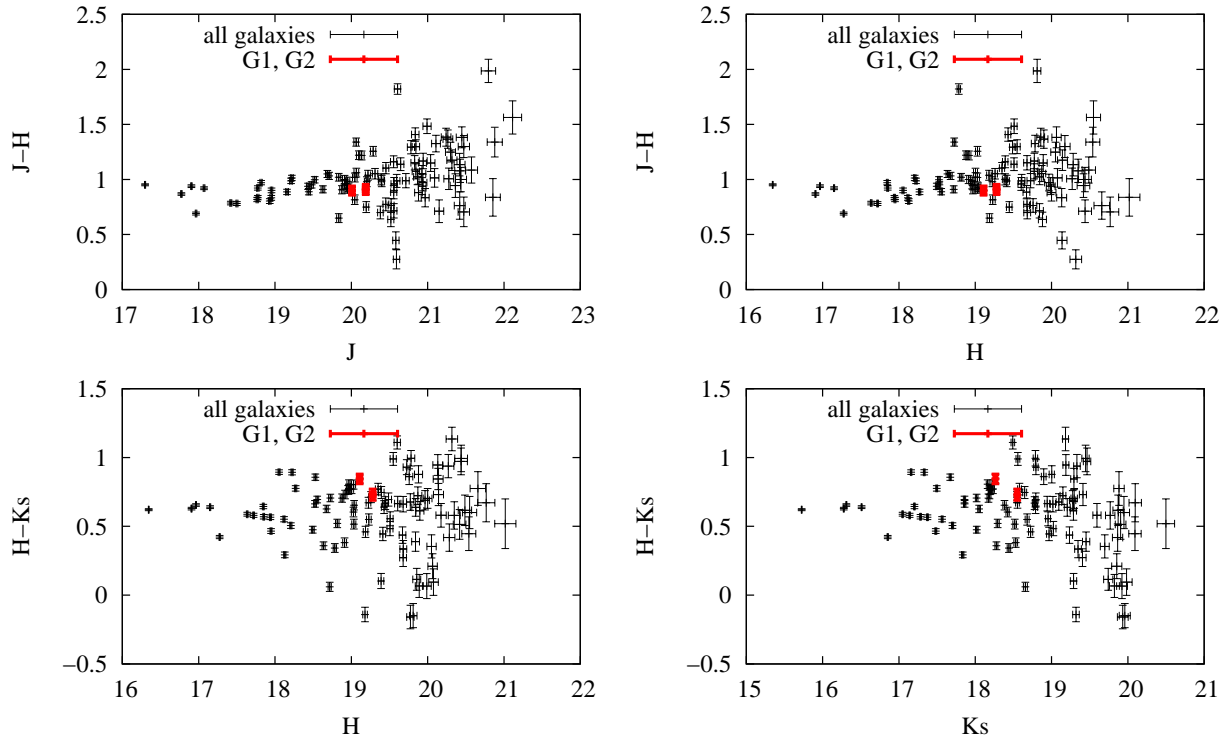 2.5
2
1.5
1
0.5
0
J−H
all galaxies
G1, G2
17 18 19 20 21 22 23
J
2.5
2
1.5
1
0.5
0
J−H
all galaxies
G1, G2
16 17 18 19 20 21 22
H
1.5
1
0.5
0
−0.5
H−Ks
all galaxies
G1, G2
16 17 18 19 20 21 22
H
1.5
1
0.5
0
−0.5
H−Ks
all galaxies
G1, G2
15 16 17 18 19 20 21
Ks